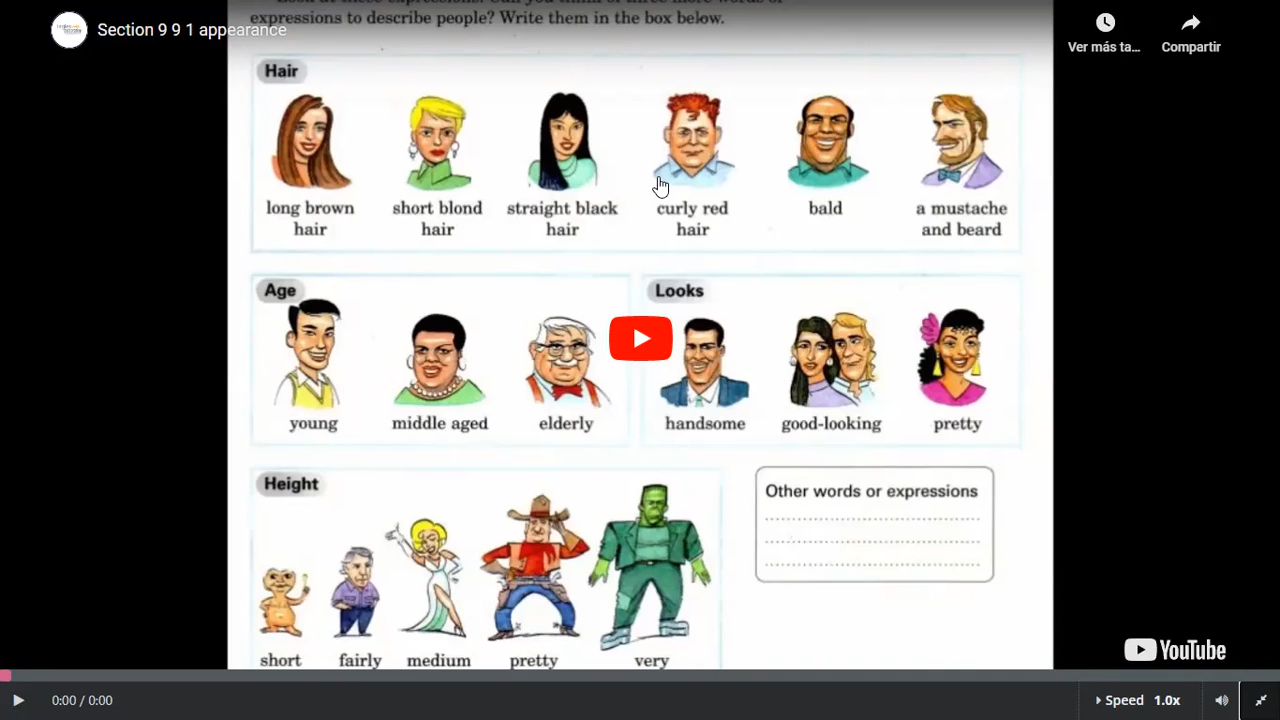 expressions to describe people? Write them in the box below.
Section 9 9 1 appearance
Ver más ta...
Compartir
Hair
long brown hair
short blond hair
straight black hair
curly red hair
bald
a mustache and beard
Age
young
middle aged
elderly
Looks
handsome
good-looking
pretty
Height
short
fairly
medium
pretty
very
Other words or expressions
YouTube
0:00 / 0:00
Speed 1.0x